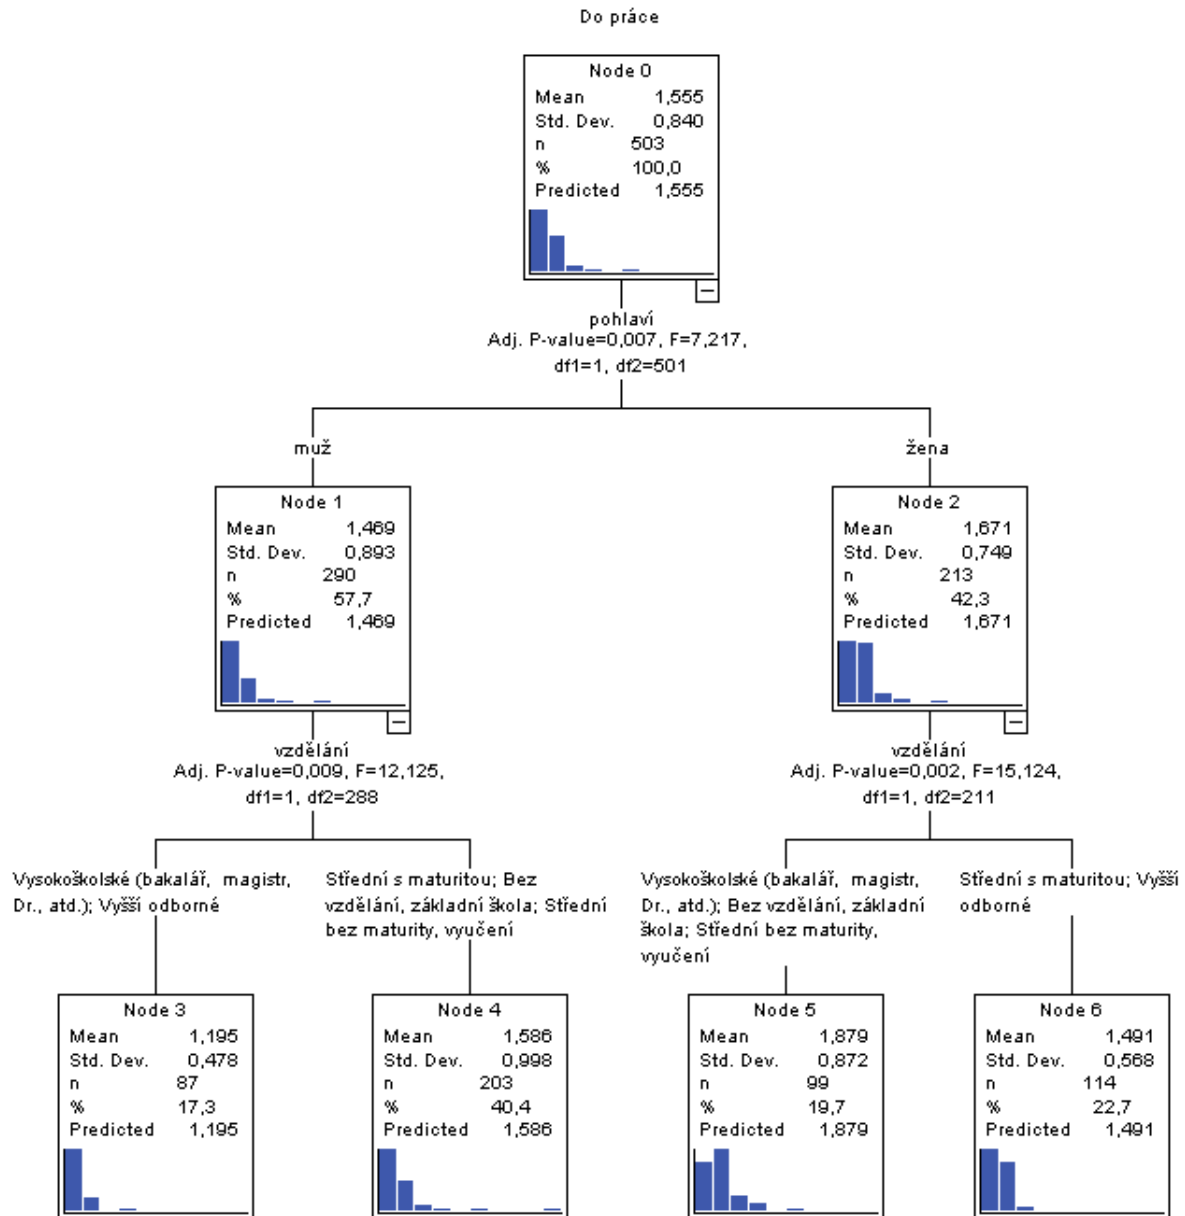 Do práce
Node 0
Mean 1,555
Std. Dev. 0,840
n 503
% 100,0
Predicted 1,555
pohlaví
Adj. P-value=0,007, F=7,217,
df1=1, df2=501
muž
žena
Node 1
Mean 1,469
Std. Dev. 0,893
n 290
% 57,7
Predicted 1,469
Node 2
Mean 1,671
Std. Dev. 0,749
n 213
% 42,3
Predicted 1,671
vzdělání
Adj. P-value=0,009, F=12,125,
df1=1, df2=288
vzdělání
Adj. P-value=0,002, F=15,124,
df1=1, df2=211
Vysokoškolské (bakalář, magistr,
Dr., atd.); Vyšší odborné
Střední s maturitou; Bez
vzdělání, základní škola; Střední
bez maturity, vyučení
Vysokoškolské (bakalář, magistr,
Dr., atd.); Bez vzdělání, základní
škola; Střední bez maturity,
vyučení
Střední s maturitou; Vyšší
odborné
Node 3
Mean 1,195
Std. Dev. 0,478
n 87
% 17,3
Predicted 1,195
Node 4
Mean 1,586
Std. Dev. 0,998
n 203
% 40,4
Predicted 1,586
Node 5
Mean 1,879
Std. Dev. 0,872
n 99
% 19,7
Predicted 1,879
Node 6
Mean 1,491
Std. Dev. 0,568
n 114
% 22,7
Predicted 1,491